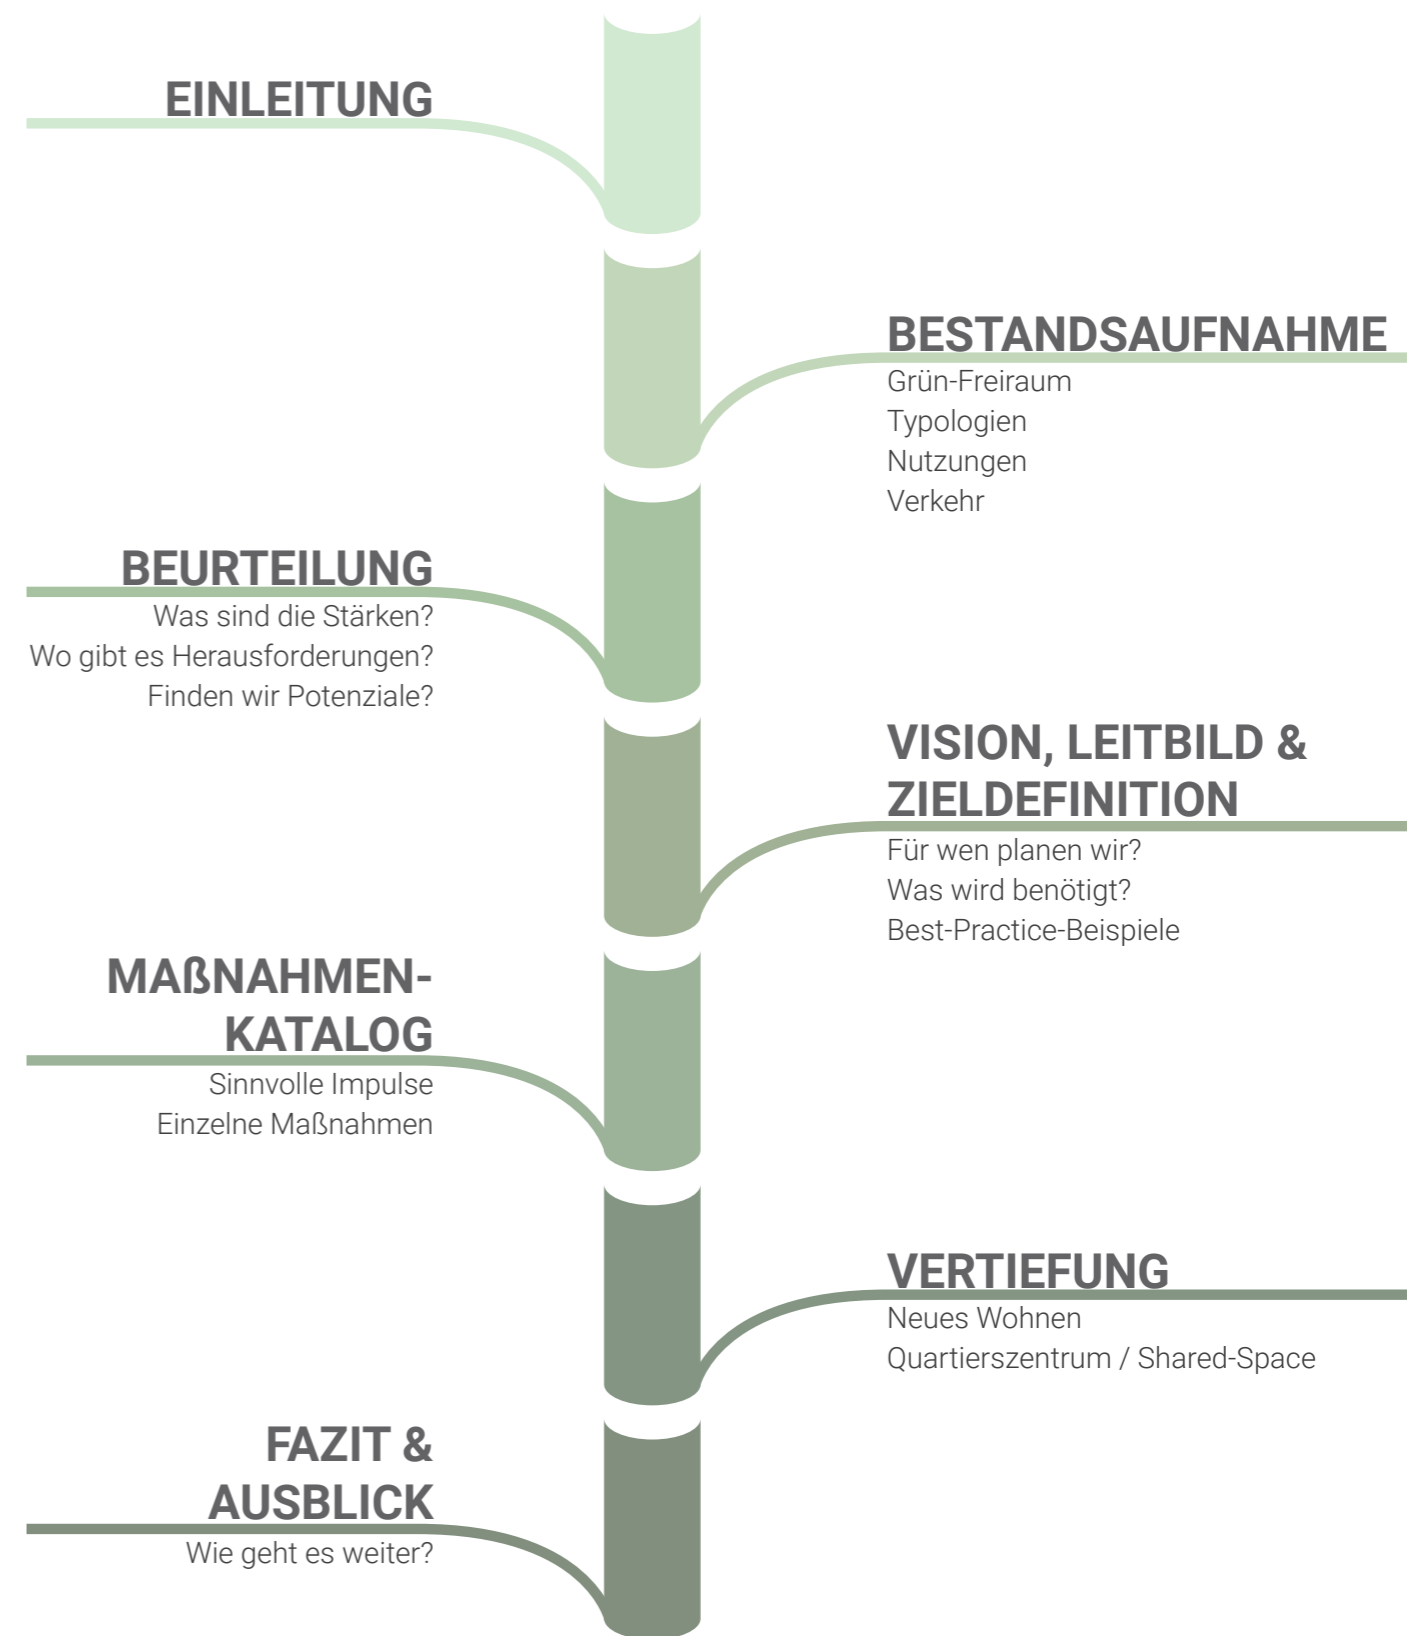 EINLEITUNG
BESTANDSAUFNAHME
Grün-Freiraum
Typologien
Nutzungen
Verkehr
BEURTEILUNG
Was sind die Stärken?
Wo gibt es Herausforderungen?
Finden wir Potenziale?
VISION, LEITBILD &
ZIELDEFINITION
Für wen planen wir?
Was wird benötigt?
Best-Practice-Beispiele
MAßNAHMEN-
KATALOG
Sinnvolle Impulse
Einzelne Maßnahmen
VERTIEFUNG
Neues Wohnen
Quartierszentrum / Shared-Space
FAZIT &
AUSBLICK
Wie geht es weiter?